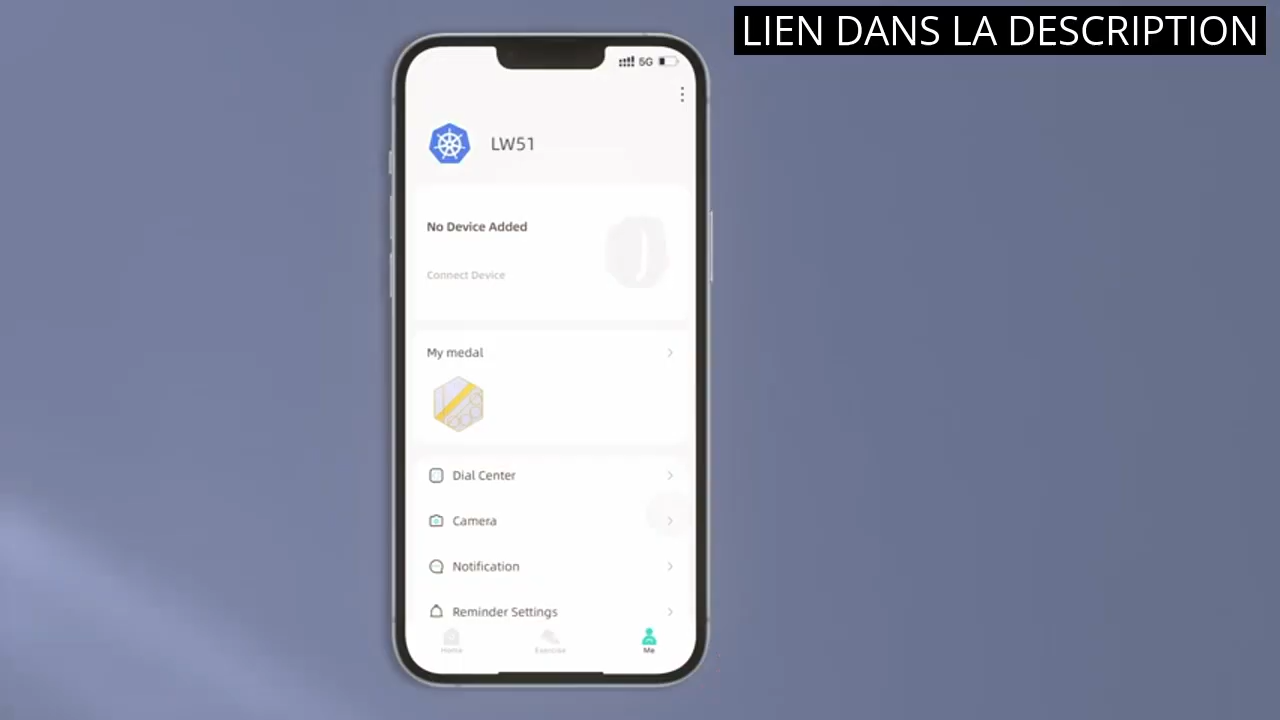 LIEN DANS LA DESCRIPTION
5G
LW51
No Device Added
Connect Device
My medal
Dial Center
Camera
Notification
Reminder Settings
Home
Exercise
Me